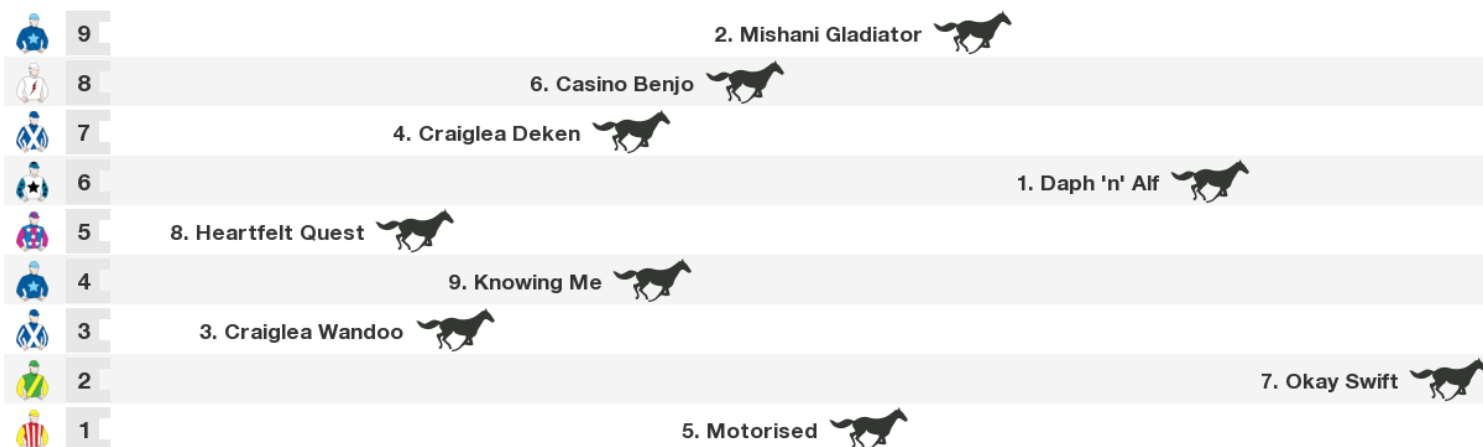 9 2. Mishani Gladiator
8 6. Casino Benjo
7 4. Craiglea Deken
6 1. Daph 'n' Alf
5 8. Heartfelt Quest
4 9. Knowing Me
3 3. Craiglea Wandoo
2 7. Okay Swift
1 5. Motorised